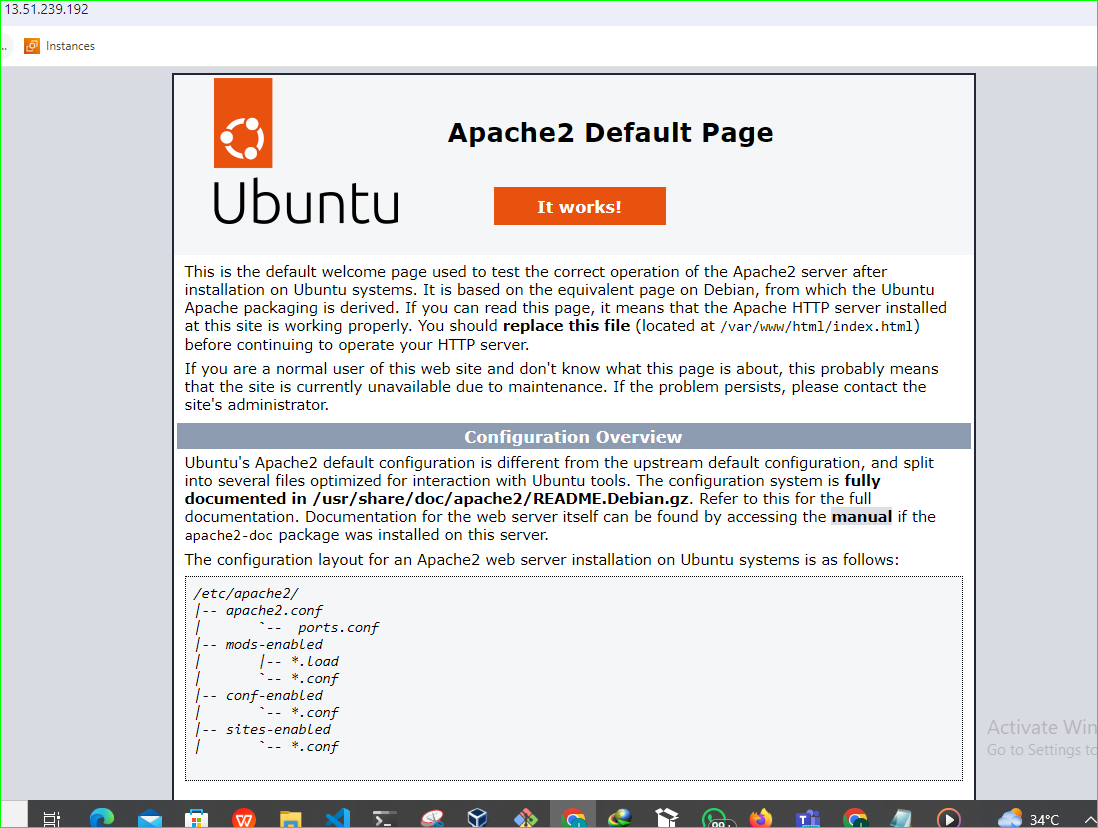 13.51.239.192
.. Instances
Apache2 Default Page
Ubuntu
It works!
This is the default welcome page used to test the correct operation of the Apache2 server after
installation on Ubuntu systems. It is based on the equivalent page on Debian, from which the Ubuntu
Apache packaging is derived. If you can read this page, it means that the Apache HTTP server installed
at this site is working properly. You should replace this file (located at /var/www/html/index.html)
before continuing to operate your HTTP server.
If you are a normal user of this web site and don't know what this page is about, this probably means
that the site is currently unavailable due to maintenance. If the problem persists, please contact the
site's administrator.
Configuration Overview
Ubuntu's Apache2 default configuration is different from the upstream default configuration, and split
into several files optimized for interaction with Ubuntu tools. The configuration system is fully
documented in /usr/share/doc/apache2/README.Debian.gz. Refer to this for the full
documentation. Documentation for the web server itself can be found by accessing the manual if the
apache2-doc package was installed on this server.
The configuration layout for an Apache2 web server installation on Ubuntu systems is as follows:
/etc/apache2/
|-- apache2.conf
|       `--  ports.conf
|-- mods-enabled
|       |-- *.load
|       `-- *.conf
|-- conf-enabled
|       `-- *.conf
|-- sites-enabled
|       `-- *.conf
Activate Win
Go to Settings to
99
34°C